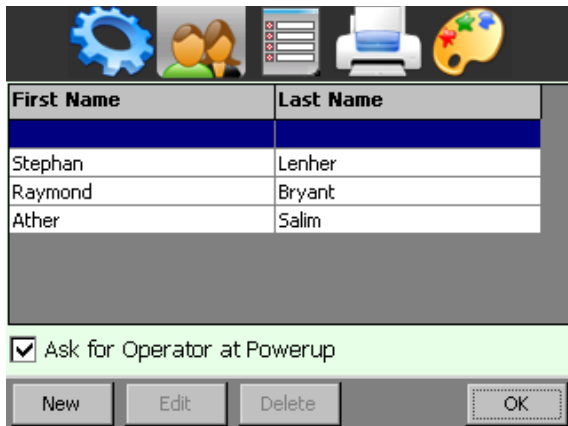 First Name Last Name
Stephan Lenher
Raymond Bryant
Ather Salim
Ask for Operator at Powerup
New Edit Delete OK